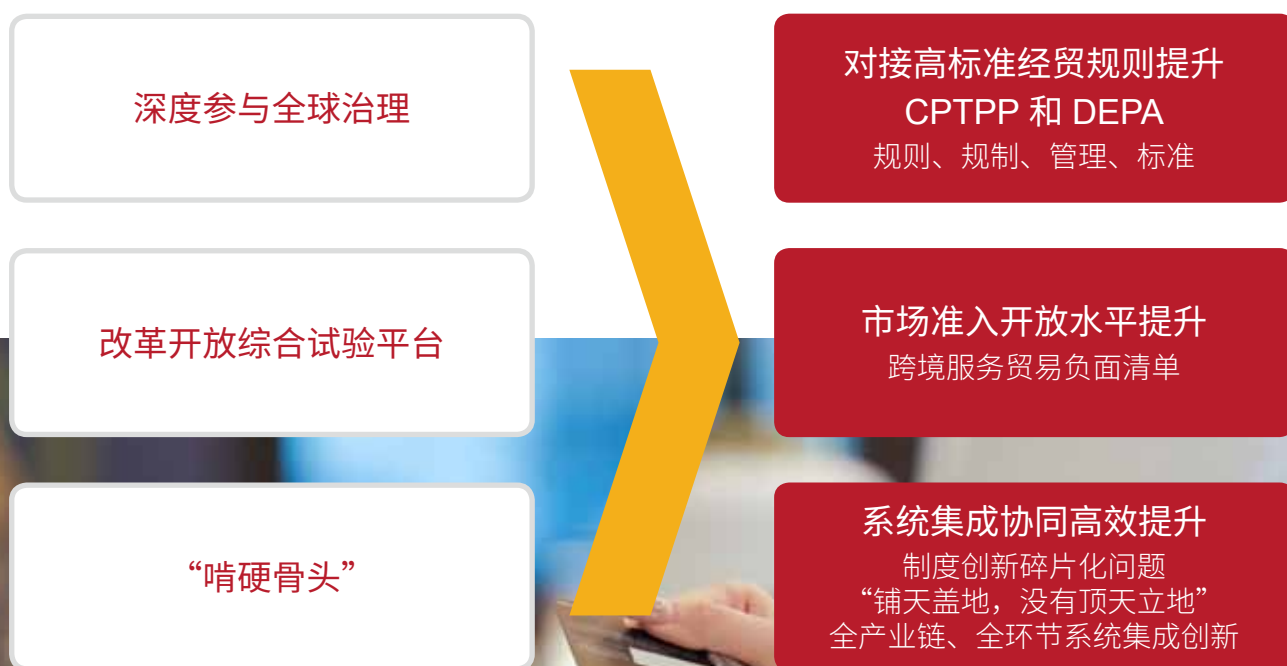 深度参与全球治理
对接高标准经贸规则提升
CPTPP 和 DEPA
规则、规制、管理、标准
改革开放综合试验平台
市场准入开放水平提升
跨境服务贸易负面清单
“啃硬骨头”
系统集成协同高效提升
制度创新碎片化问题
“铺天盖地，没有顶天立地”
全产业链、全环节系统集成创新